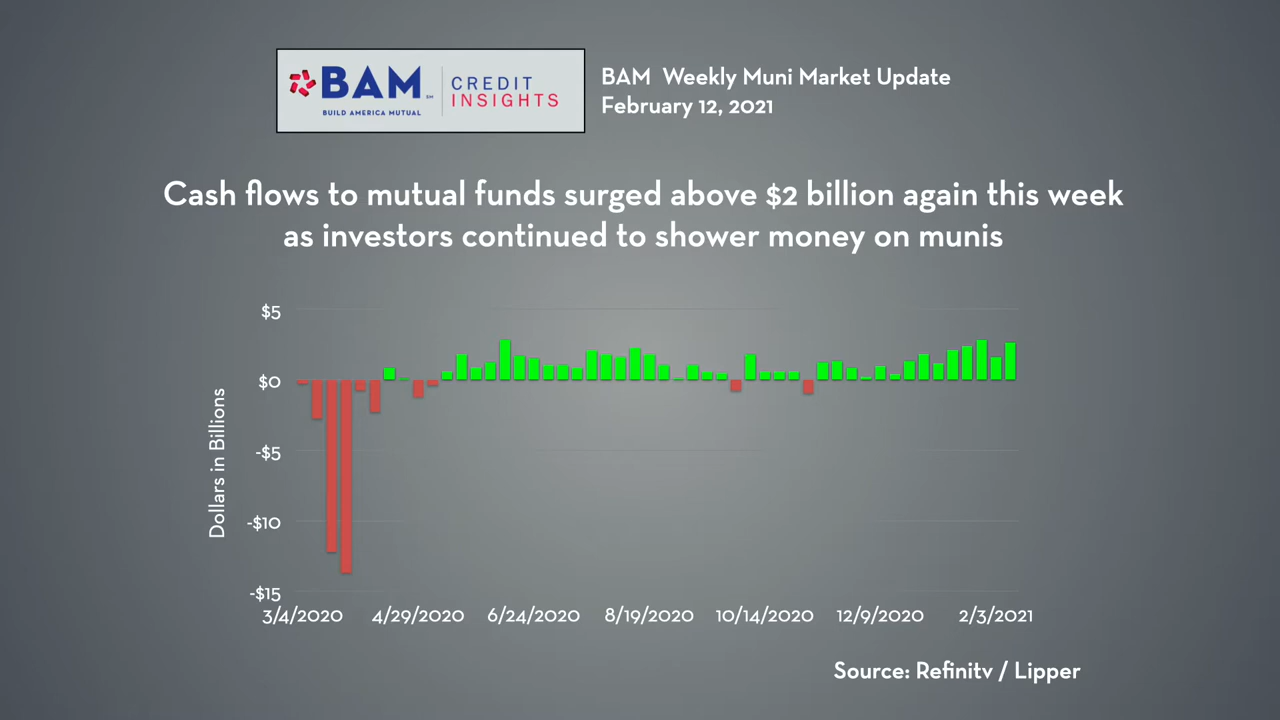 BAM
BUILD AMERICA MUTUAL
CREDIT
INSIGHTS
BAM Weekly Muni Market Update
February 12, 2021
Cash flows to mutual funds surged above $2 billion again this week
as investors continued to shower money on munis
Dollars in Billions
$5
$0
-$5
-$10
-$15
3/4/2020 4/29/2020 6/24/2020 8/19/2020 10/14/2020 12/9/2020 2/3/2021
Source: Refinitv / Lipper